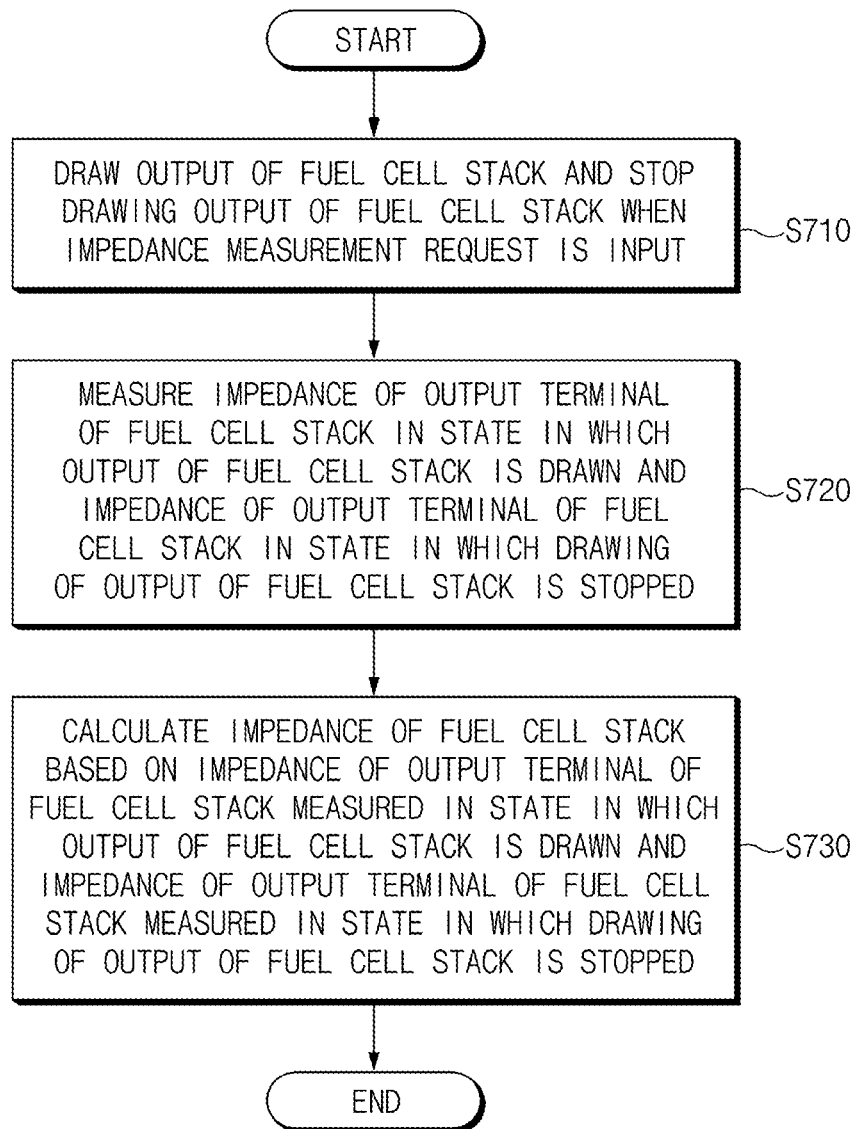 START
DRAW OUTPUT OF FUEL CELL STACK AND STOP
DRAWING OUTPUT OF FUEL CELL STACK WHEN
IMPEDANCE MEASUREMENT REQUEST IS INPUT
S710
MEASURE IMPEDANCE OF OUTPUT TERMINAL
OF FUEL CELL STACK IN STATE IN WHICH
OUTPUT OF FUEL CELL STACK IS DRAWN AND
IMPEDANCE OF OUTPUT TERMINAL OF FUEL
CELL STACK IN STATE IN WHICH DRAWING
OF OUTPUT OF FUEL CELL STACK IS STOPPED
S720
CALCULATE IMPEDANCE OF FUEL CELL STACK
BASED ON IMPEDANCE OF OUTPUT TERMINAL OF
FUEL CELL STACK MEASURED IN STATE IN WHICH
OUTPUT OF FUEL CELL STACK IS DRAWN AND
IMPEDANCE OF OUTPUT TERMINAL OF FUEL CELL
STACK MEASURED IN STATE IN WHICH DRAWING
OF OUTPUT OF FUEL CELL STACK IS STOPPED
S730
END